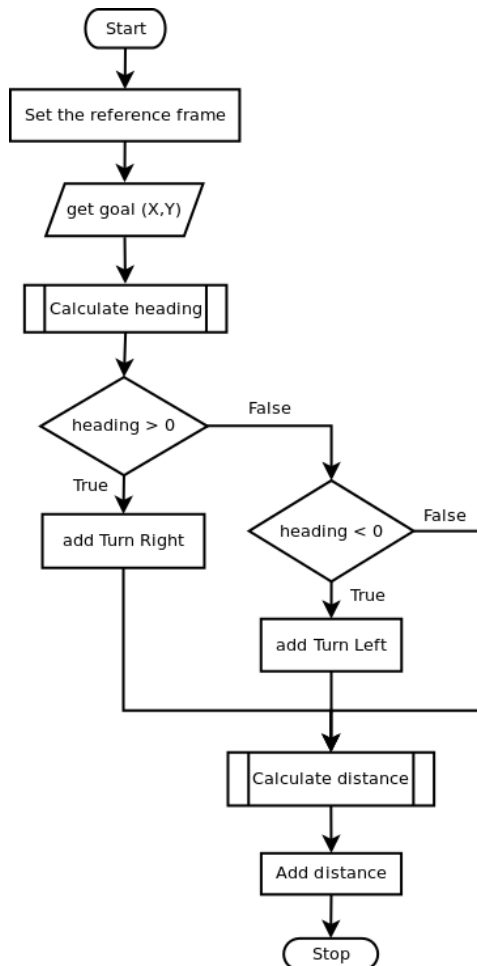 Start
Set the reference frame
get goal (X,Y)
Calculate heading
heading > 0
False
True
add Turn Right
heading < 0
False
True
add Turn Left
Calculate distance
Add distance
Stop